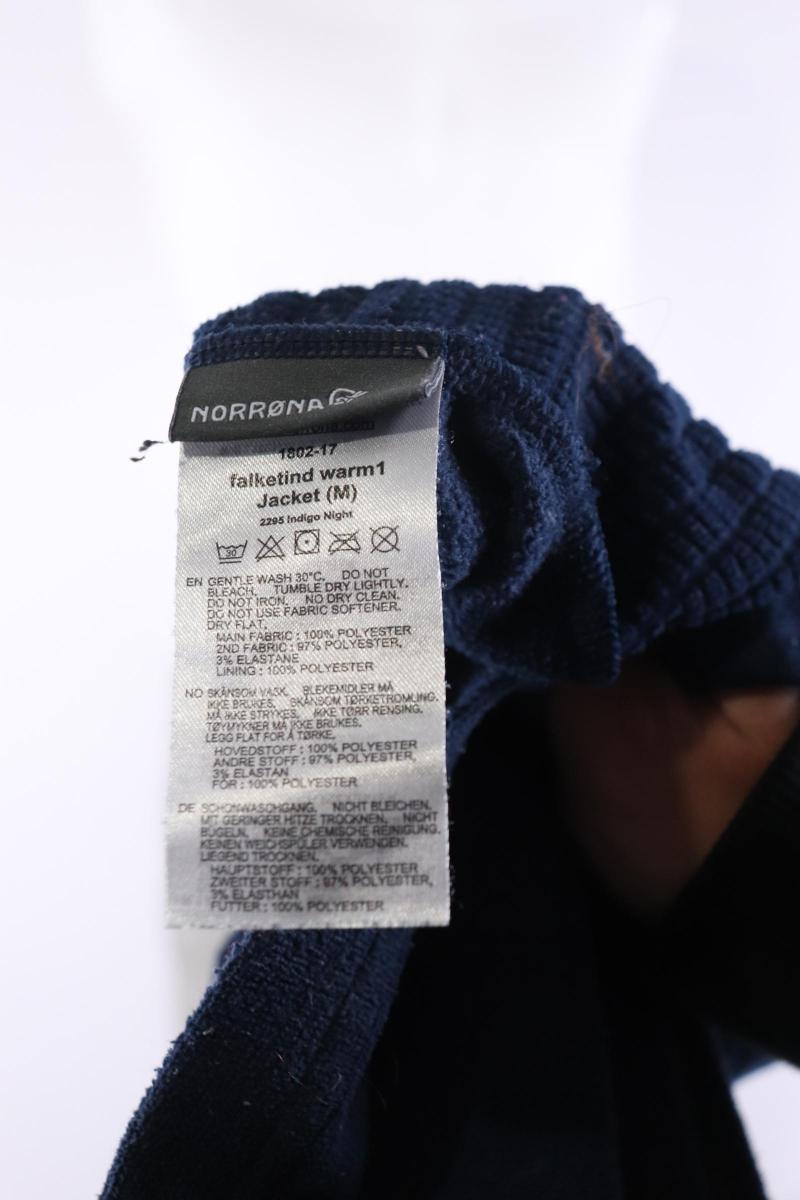 NORRØNA
1802-17
falketind warm1
Jacket (M)
2295 Indigo Night
30
EN GENTLE WASH 30°C. DO NOT
BLEACH. TUMBLE DRY LIGHTLY.
DO NOT IRON. NO DRY CLEAN.
DO NOT USE FABRIC SOFTENER.
DRY FLAT.
MAIN FABRIC : 100% POLYESTER
2ND FABRIC : 97% POLYESTER,
3% ELASTANE
LINING : 100% POLYESTER
NO SKÅNSOM VASK. BLEKEMIDLER MÅ
IKKE BRUKES. SKÅNSOM TØRKETROMLING.
MÅ IKKE STRYKES. IKKE TØRR RENSING.
TØYMYKNER MÅ IKKE BRUKES.
LEGG FLAT FOR Å TØRKE.
HOVEDSTOFF : 100% POLYESTER
ANDRE STOFF : 97% POLYESTER,
3% ELASTAN
FÔR : 100% POLYESTER
DE SCHONWASCHGANG. NICHT BLEICHEN.
MIT GERINGER HITZE TROCKNEN. NICHT
BÜGELN. KEINE CHEMISCHE REINIGUNG.
KEINEN WEICHSPÜLER VERWENDEN.
LIEGEND TROCKNEN.
HAUPTSTOFF : 100% POLYESTER
ZWEITER STOFF : 97% POLYESTER,
3% ELASTHAN
FUTTER : 100% POLYESTER